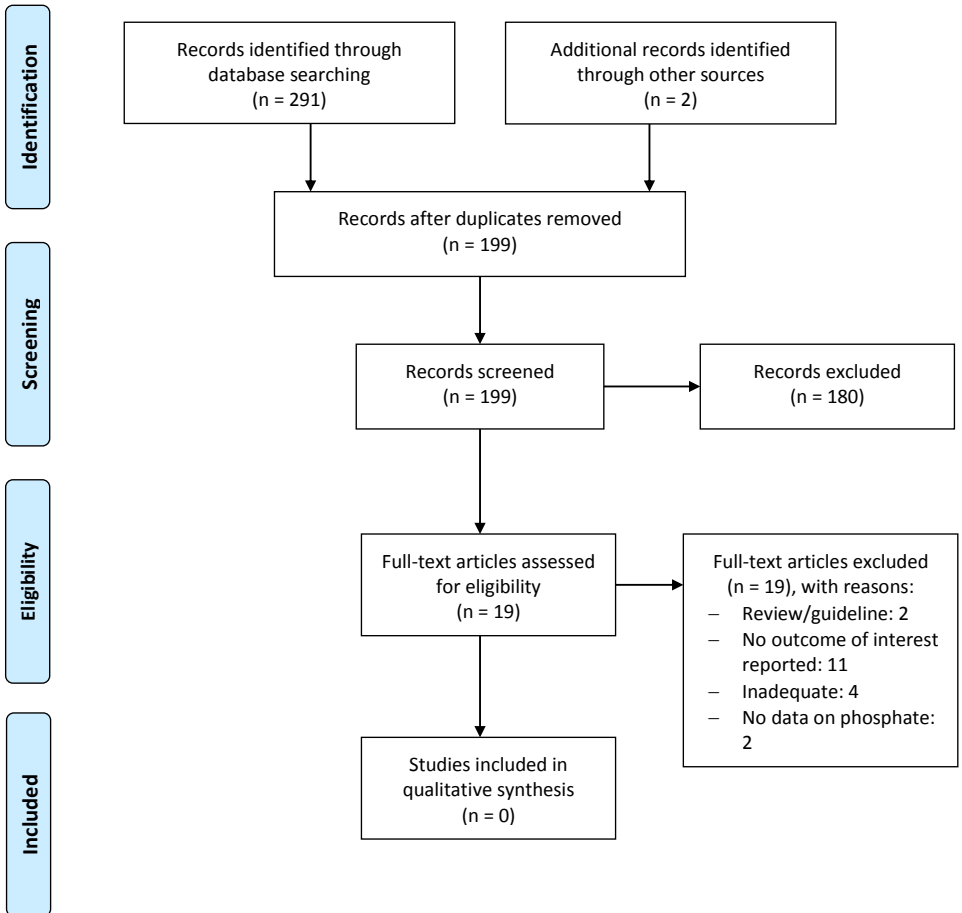 Identification
Records identified through
database searching
(n = 291)
Additional records identified
through other sources
(n = 2)
Records after duplicates removed
(n = 199)
Screening
Records screened
(n = 199)
Records excluded
(n = 180)
Eligibility
Full-text articles assessed
for eligibility
(n = 19)
Full-text articles excluded
(n = 19), with reasons:
– Review/guideline: 2
– No outcome of interest
reported: 11
– Inadequate: 4
– No data on phosphate:
2
Included
Studies included in
qualitative synthesis
(n = 0)